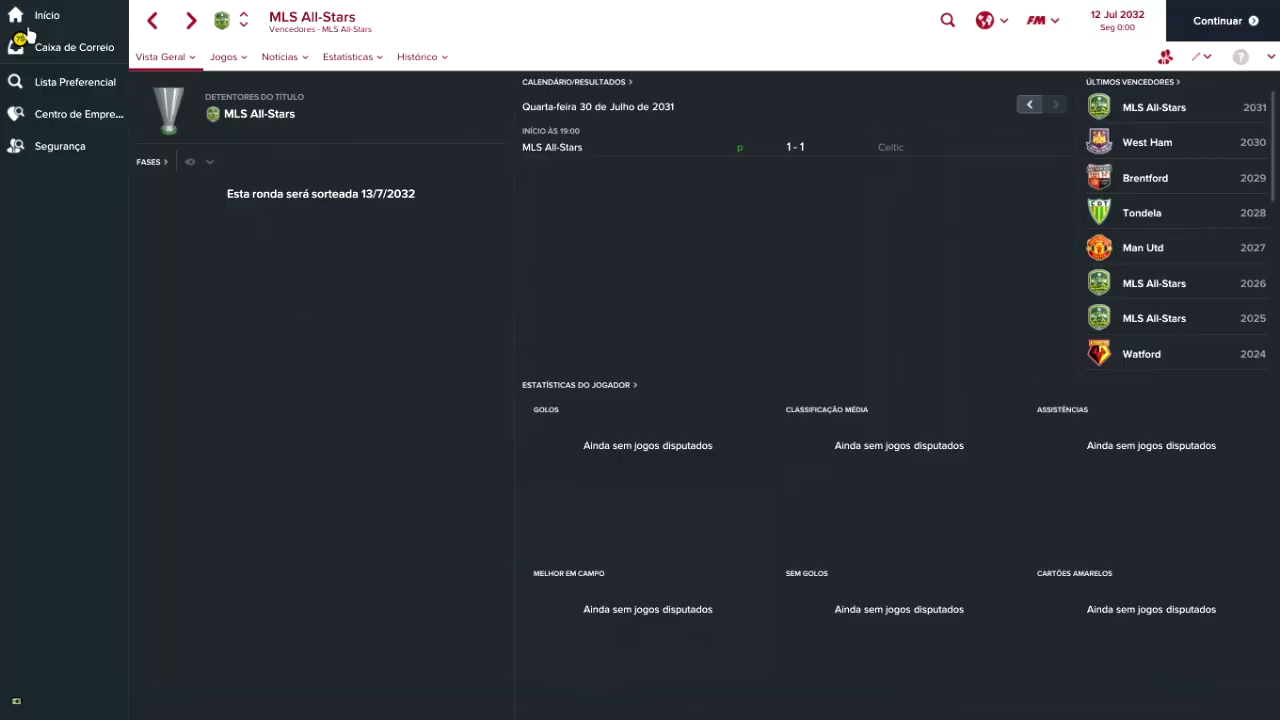 Início
Caixa de Correio
Lista Preferencial
Centro de Empre...
Segurança
MLS All-Stars
Vencedores - MLS All-Stars
FM
12 Jul 2032
Seg 0:00
Continuar
Vista Geral
Jogos
Notícias
Estatísticas
Histórico
DETENTORES DO TÍTULO
MLS All-Stars
FASES >
Esta ronda será sorteada 13/7/2032
CALENDÁRIO/RESULTADOS >
Quarta-feira 30 de Julho de 2031
INÍCIO ÀS 19:00
MLS All-Stars p 1 - 1 Celtic
ÚLTIMOS VENCEDORES >
MLS All-Stars 2031
West Ham 2030
Brentford 2029
Tondela 2028
Man Utd 2027
MLS All-Stars 2026
MLS All-Stars 2025
Watford 2024
ESTATÍSTICAS DO JOGADOR >
GOLOS
Ainda sem jogos disputados
CLASSIFICAÇÃO MÉDIA
Ainda sem jogos disputados
ASSISTÊNCIAS
Ainda sem jogos disputados
MELHOR EM CAMPO
Ainda sem jogos disputados
SEM GOLOS
Ainda sem jogos disputados
CARTÕES AMARELOS
Ainda sem jogos disputados